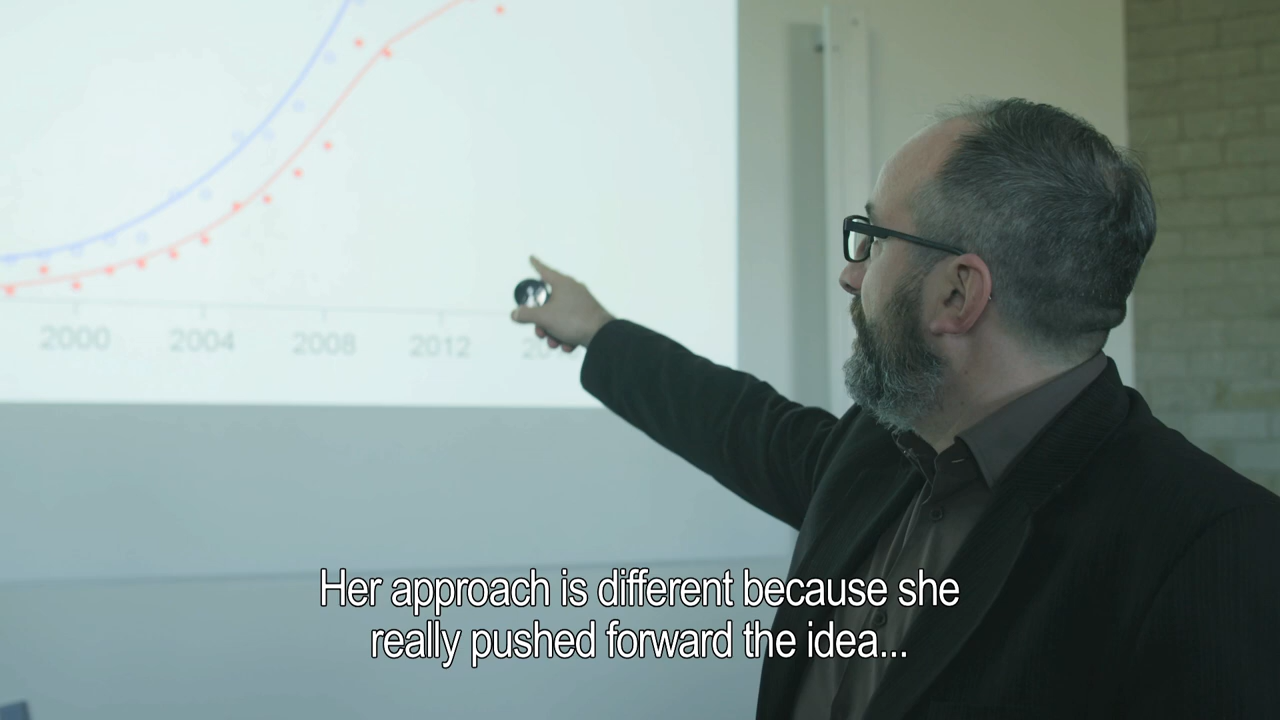 2000 2004 2008 2012
Her approach is different because she
really pushed forward the idea...